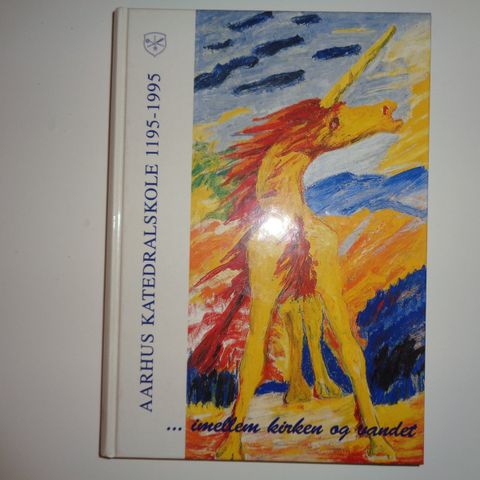 AARHUS KATEDRALSKOLE 1195-1995
... imellem kirken og vandet